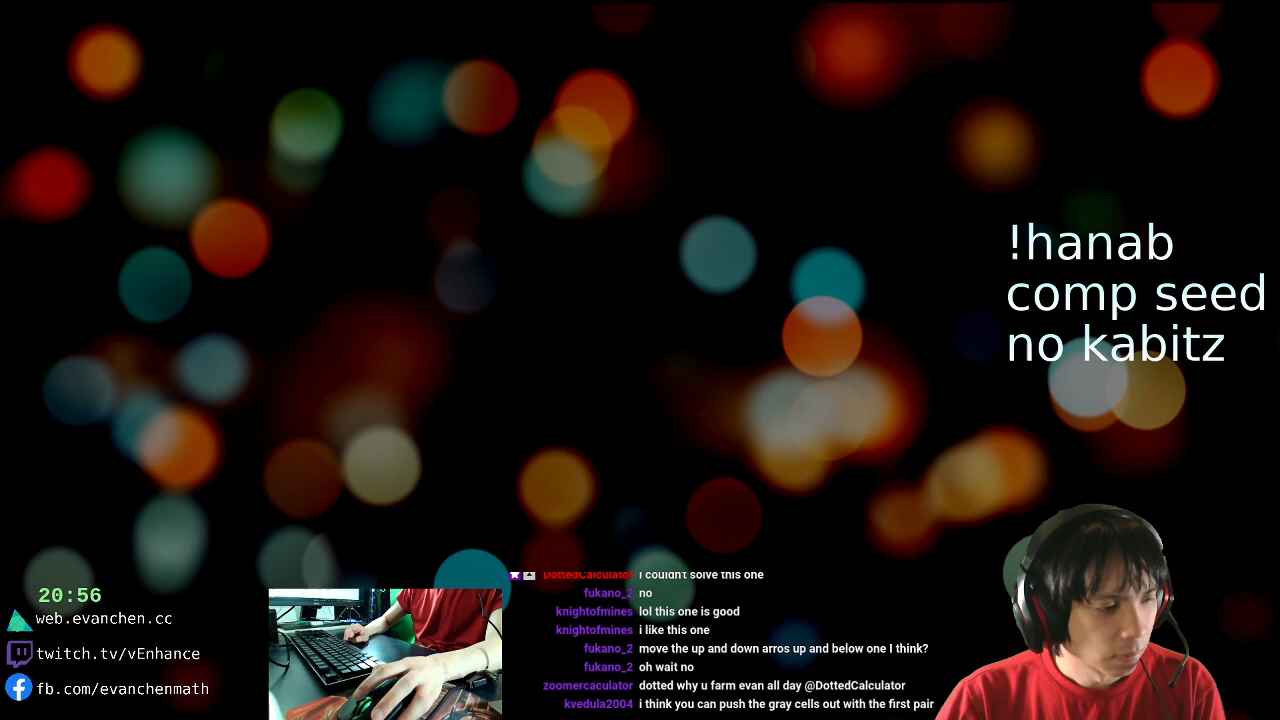 !hanab
comp seed
no kabitz
20:56
web.evanchen.cc
twitch.tv/vEnhance
fb.com/evanchenmath
DottedCalculator i couldn't solve this one
fukano_2 no
knightofmines lol this one is good
knightofmines i like this one
fukano_2 move the up and down arros up and below one I think?
fukano_2 oh wait no
zoomercaculator dotted why u farm evan all day @DottedCalculator
kvedula2004 i think you can push the gray cells out with the first pair